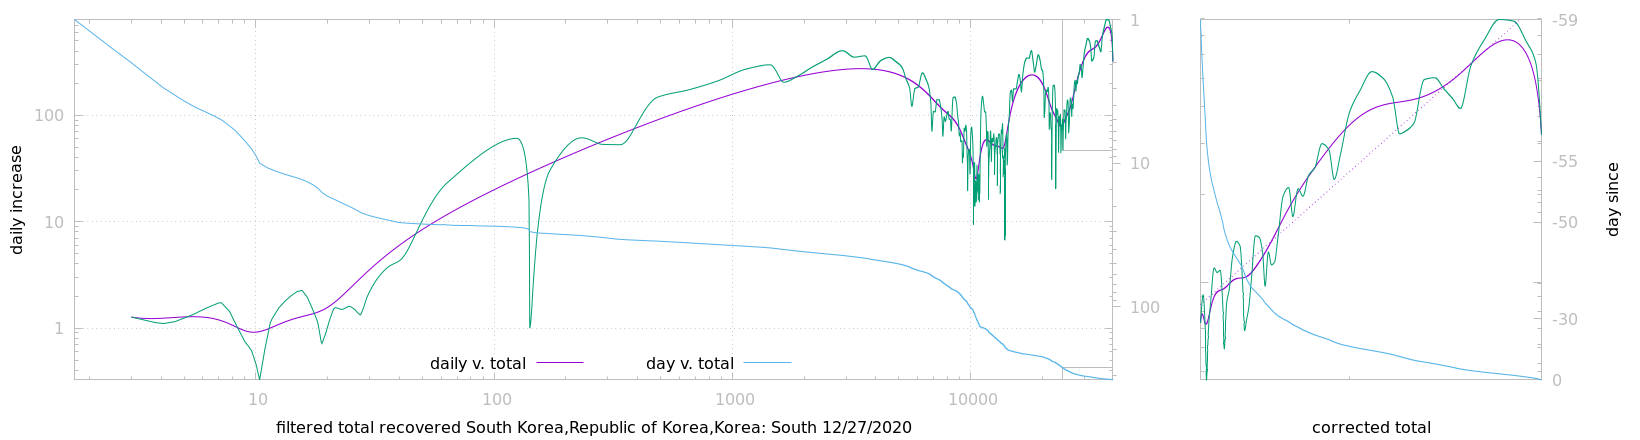 daily increase
100
10
1
10
100
1000
10000
1
10
100
daily v. total
day v. total
filtered total recovered South Korea,Republic of Korea,Korea: South 12/27/2020
-59
-55
-50
-30
0
day since
corrected total